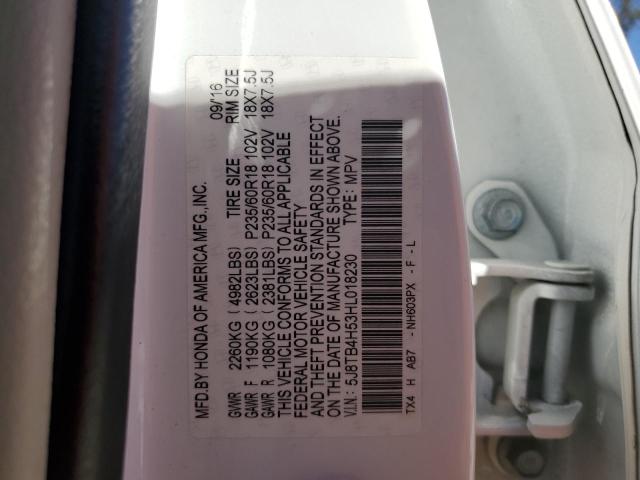 MFD.BY HONDA OF AMERICA MFG.,INC. 09/'16
GVWR 2260KG ( 4982LBS) TIRE SIZE RIM SIZE
GAWR F 1190KG ( 2623LBS) P235/60R18 102V 18X7.5J
GAWR R 1080KG ( 2381LBS) P235/60R18 102V 18X7.5J
THIS VEHICLE CONFORMS TO ALL APPLICABLE
FEDERAL MOTOR VEHICLE SAFETY
AND THEFT PREVENTION STANDARDS IN EFFECT
ON THE DATE OF MANUFACTURE SHOWN ABOVE.
V.I.N: 5J8TB4H53HL018230 TYPE: MPV
TX4 H AB7 - NH603PX - F - L